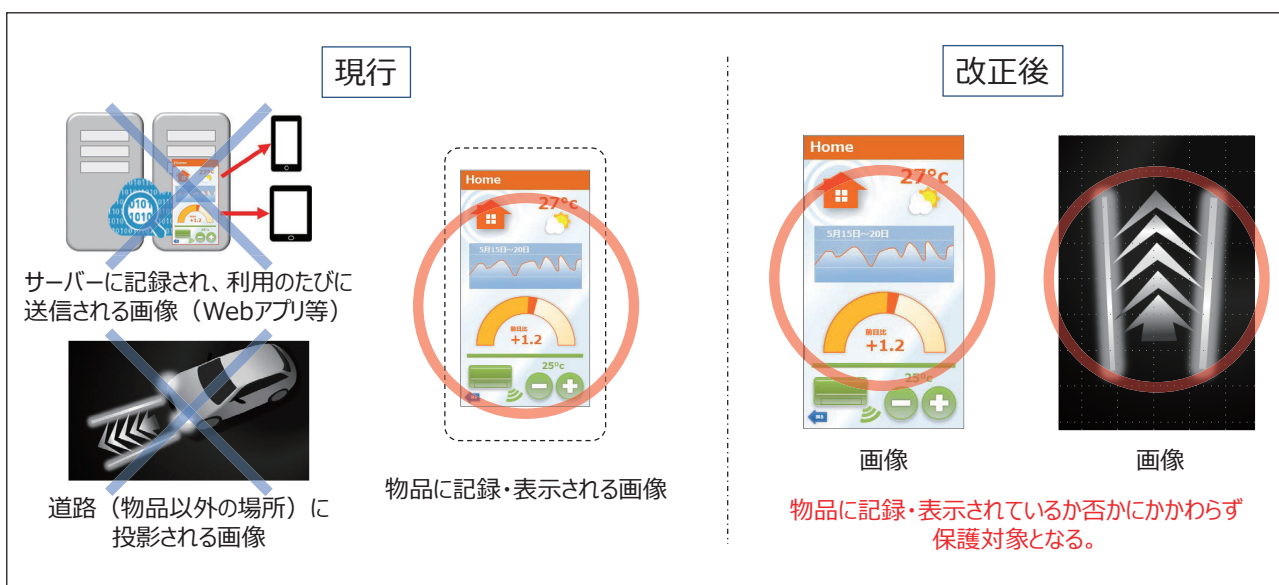 現行
サーバーに記録され、利用のたびに
送信される画像（Webアプリ等）
道路（物品以外の場所）に
投影される画像
Home
27°c
5月15日～20日
前日比
+1.2
25°c
物品に記録・表示される画像
改正後
Home
27°c
5月15日～20日
前日比
+1.2
25°c
画像
画像
物品に記録・表示されているか否かにかかわらず
保護対象となる。